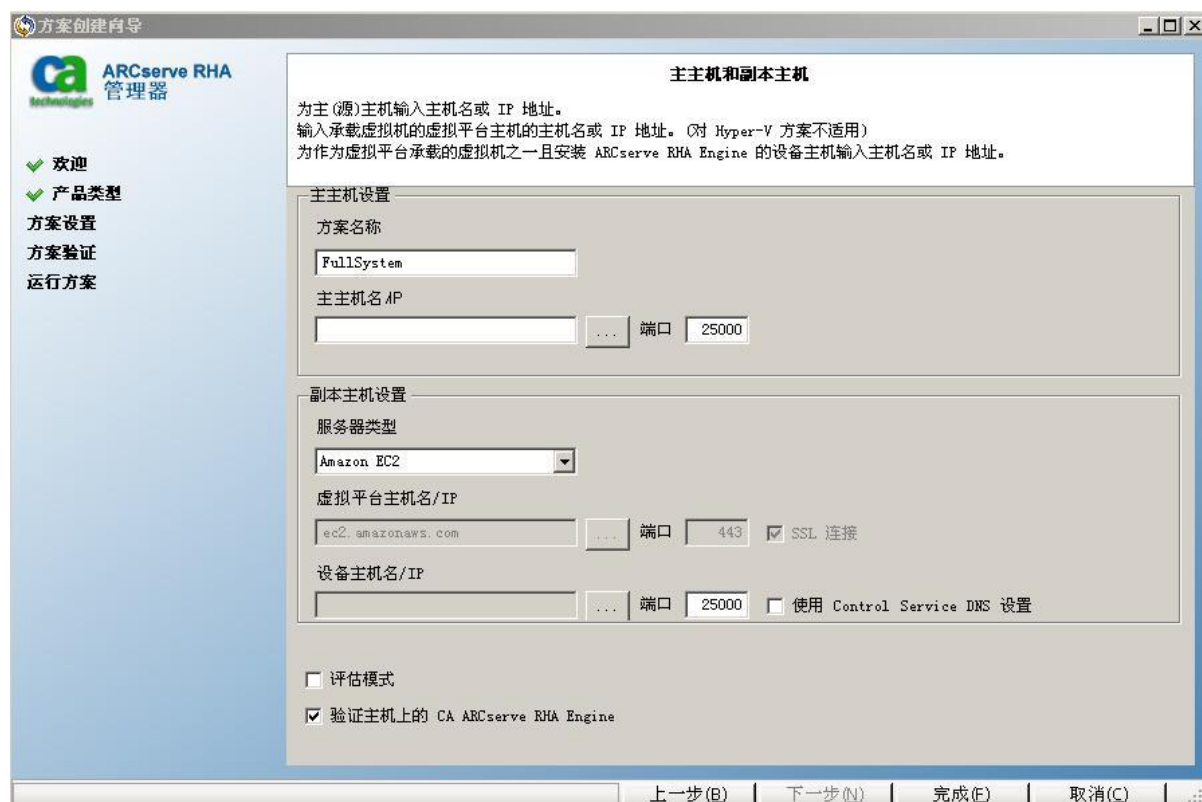 方案创建向导
ca
technologies
ARCserve RHA
管理器
欢迎
产品类型
方案设置
方案验证
运行方案
主主机和副本主机
为主(源)主机输入主机名或 IP 地址。
输入承载虚拟机的虚拟平台主机的主机名或 IP 地址。(对 Hyper-V 方案不适用)
为作为虚拟平台承载的虚拟机之一且安装 ARCserve RHA Engine 的设备主机输入主机名或 IP 地址。
主主机设置
方案名称
FullSystem
主主机名/IP
... 端口 25000
副本主机设置
服务器类型
Amazon EC2
虚拟平台主机名/IP
ec2.amazonaws.com ... 端口 443 SSL 连接
设备主机名/IP
... 端口 25000 使用 Control Service DNS 设置
评估模式
验证主机上的 CA ARCserve RHA Engine
上一步(B) 下一步(N) 完成(F) 取消(C)